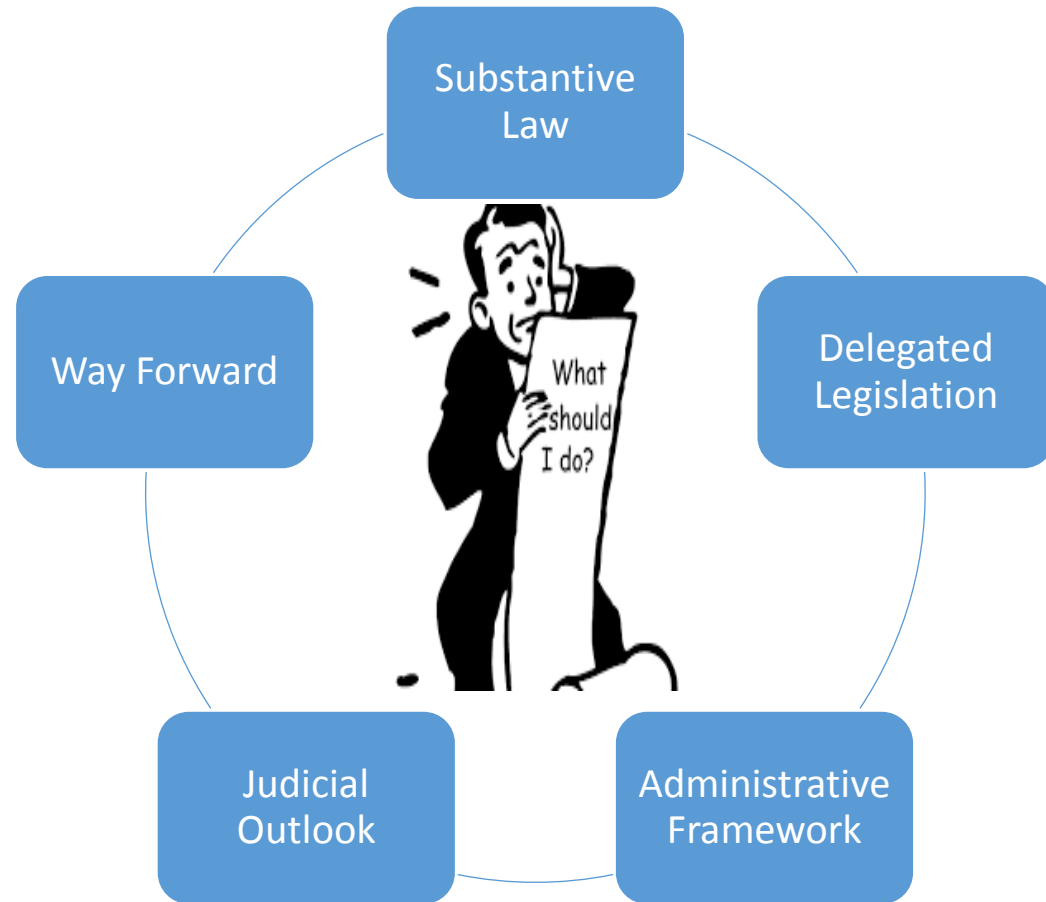 Substantive
Law
Delegated
Legislation
Administrative
Framework
Judicial
Outlook
Way Forward
What
should
I do?